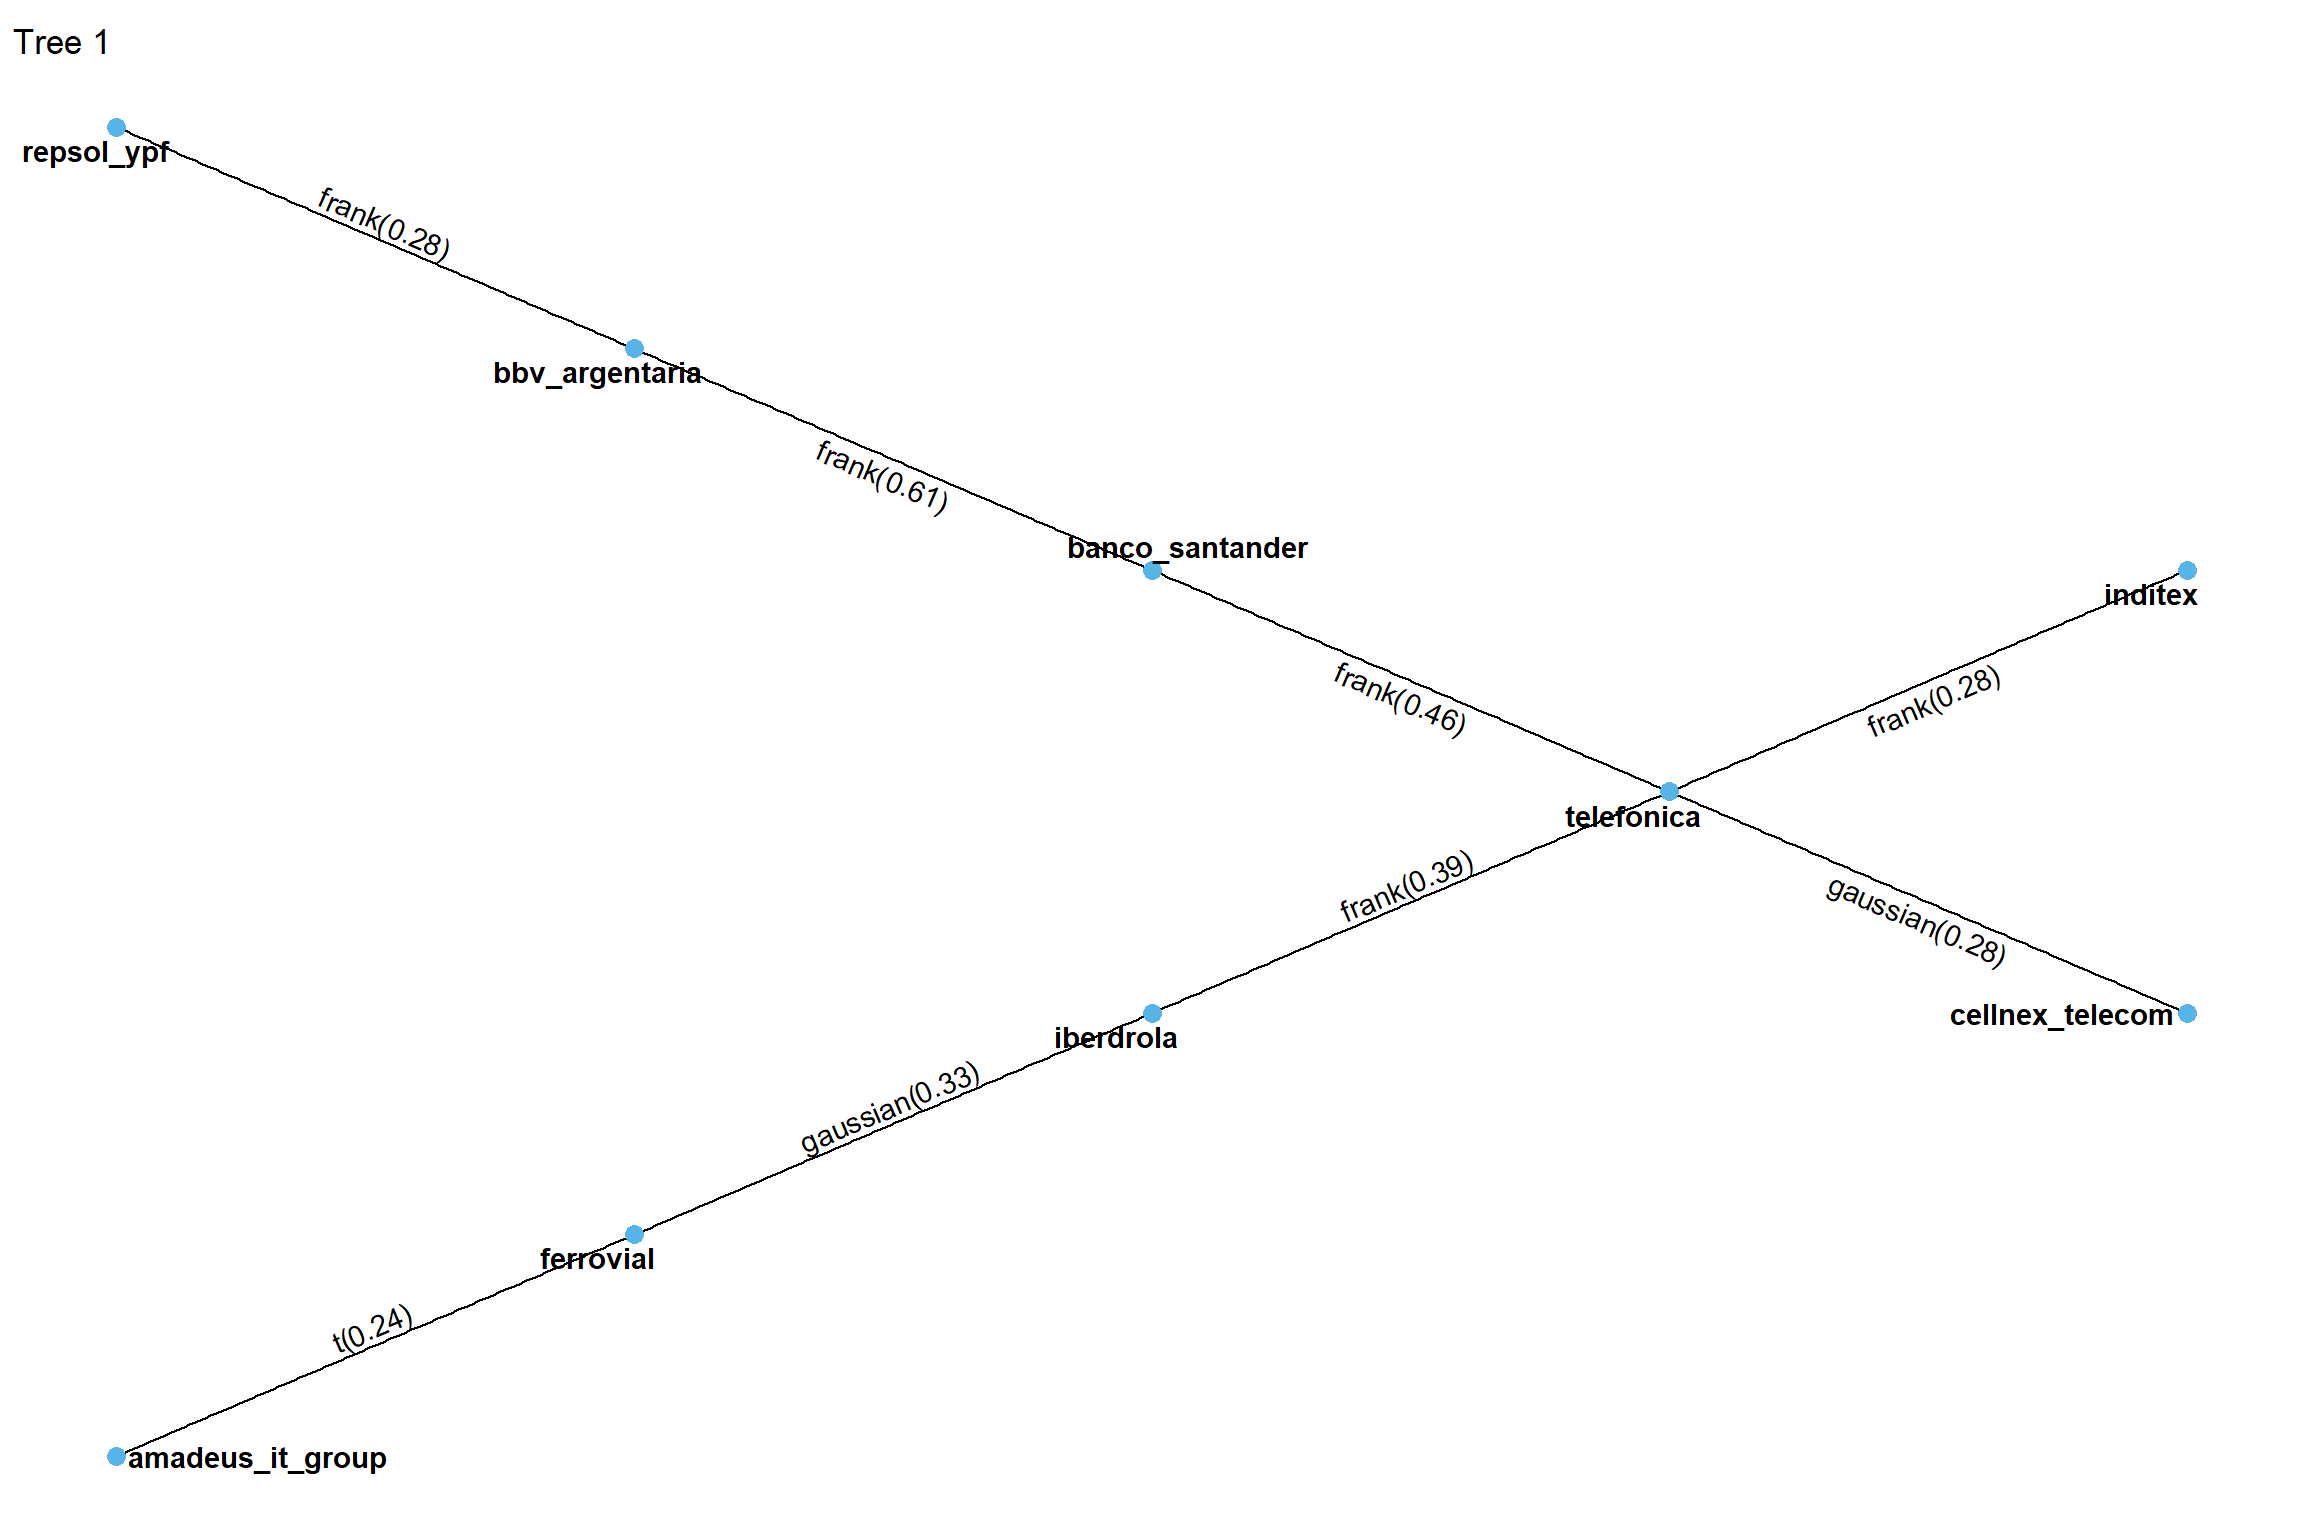 Tree 1
repsol_ypf
frank(0.28)
bbv_argentaria
frank(0.61)
banco_santander
inditex
frank(0.46)
frank(0.28)
telefonica
frank(0.39)
gaussian(0.28)
cellnex_telecom
iberdrola
gaussian(0.33)
ferrovial
t(0.24)
amadeus_it_group